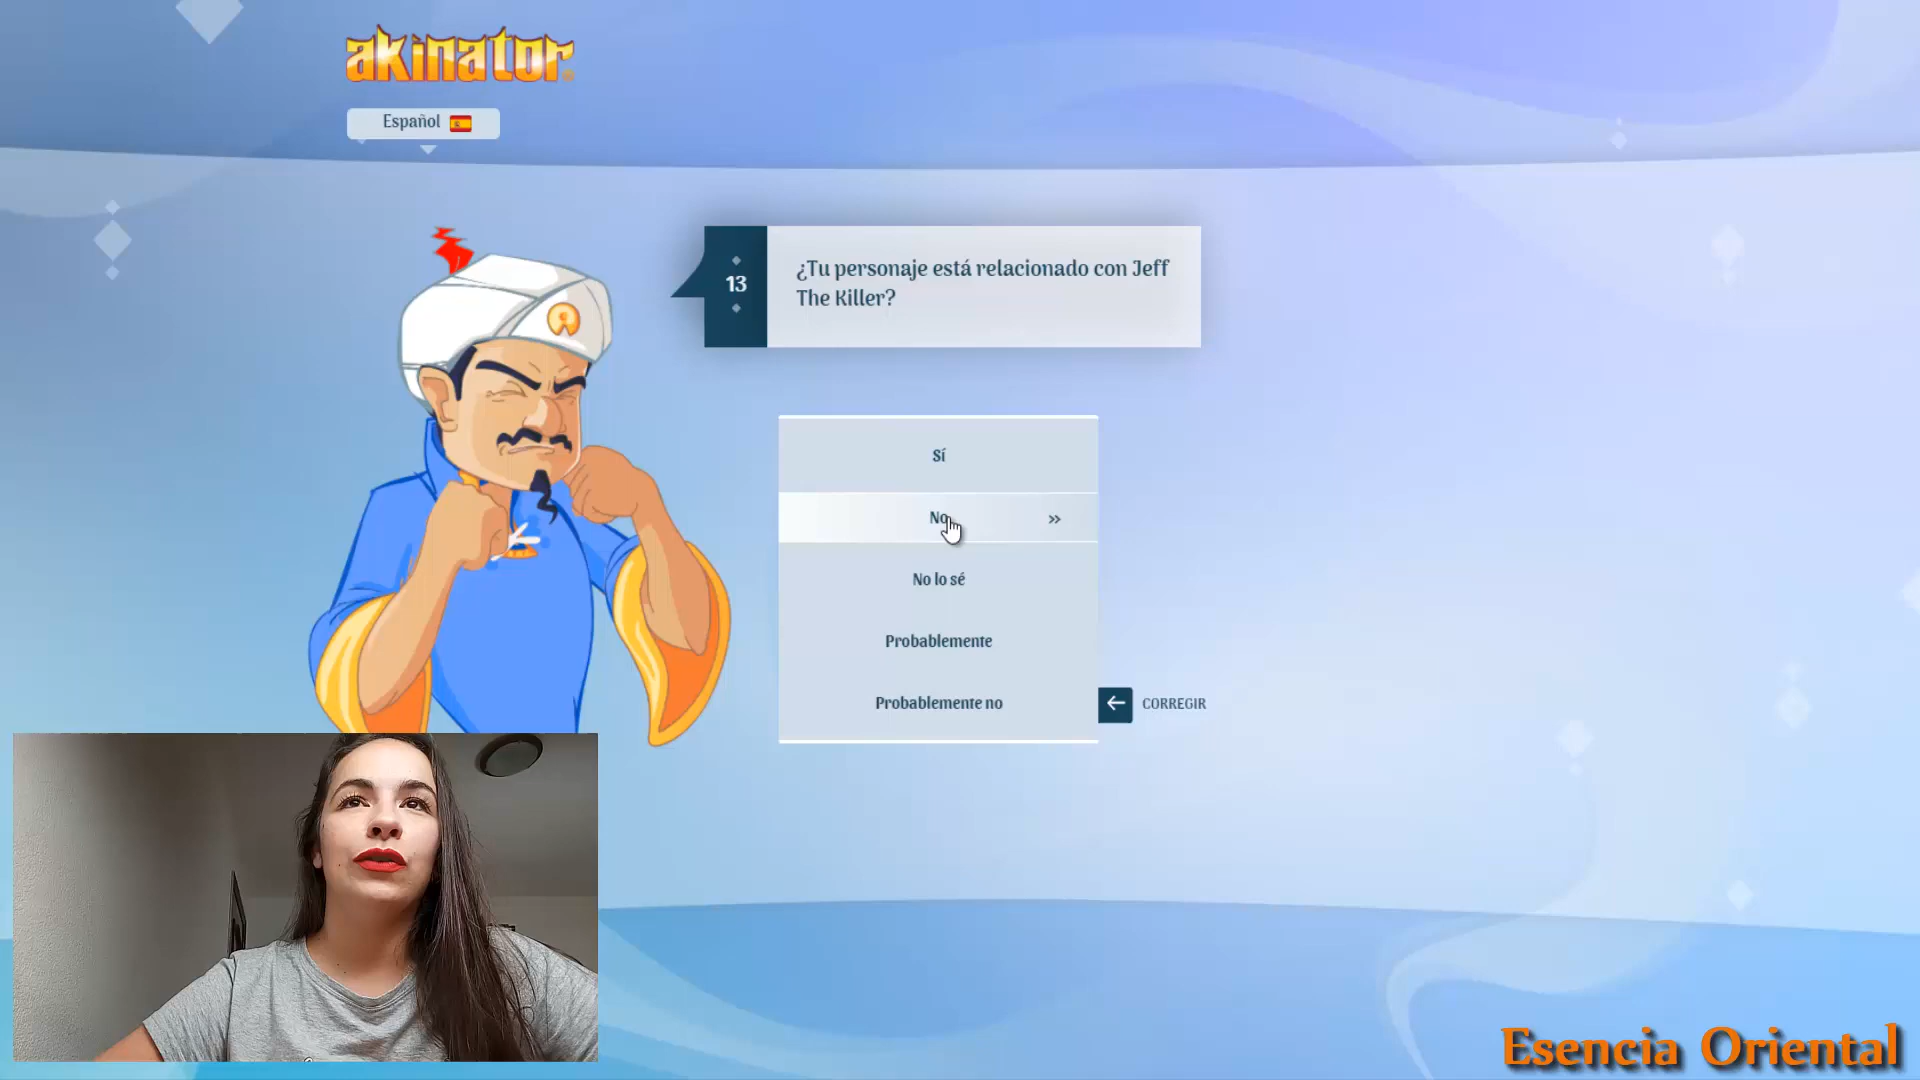 akinator
Español
13
¿Tu personaje está relacionado con Jeff
The Killer?
Sí
No
No lo sé
Probablemente
Probablemente no
CORREGIR
Esencia Oriental